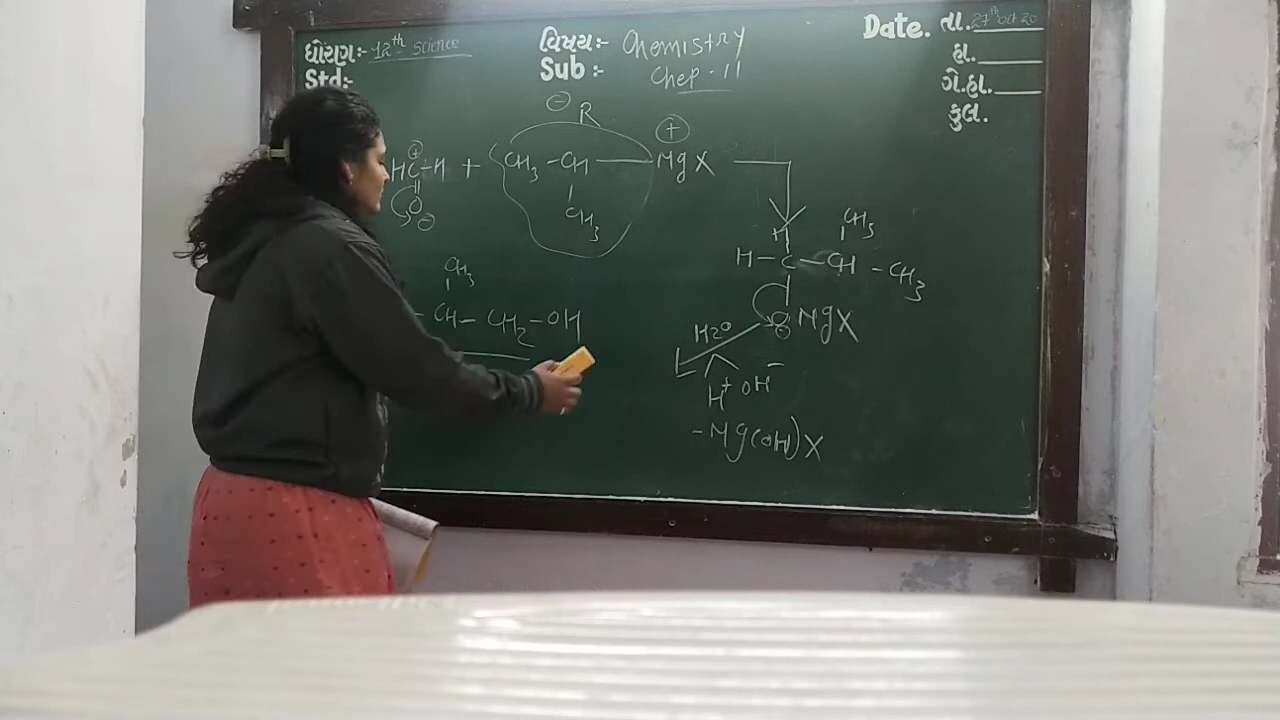 ધોરણ:- 12th Science
Std:-
વિષય:- Chemistry
Sub:- Chep-11
Date. તા. 27th oct 20
હા.
ગે.હા.
કુલ.
⊖ R ⊕
HC-H + CH3-CH—MgX
⊕
||
O ⊖
CH3
H CH3
H-C-CH-CH3
O MgX
CH3
-CH-CH2-OH
H2O
H+ OH-
-Mg(OH)X